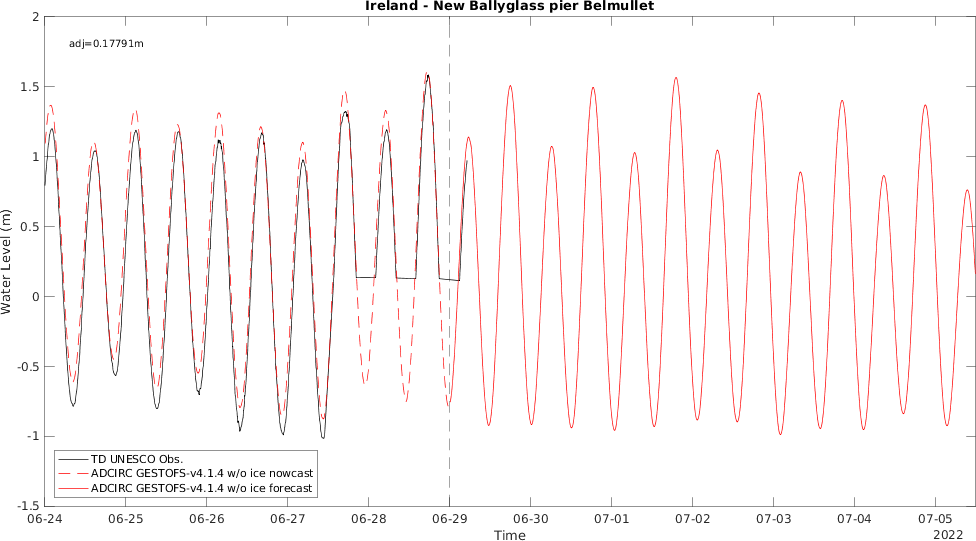 Ireland - New Ballyglass pier Belmullet
adj=0.17791m
2
1.5
1
0.5
0
-0.5
-1
-1.5
Water Level (m)
TD UNESCO Obs.
ADCIRC GESTOFS-v4.1.4 w/o ice nowcast
ADCIRC GESTOFS-v4.1.4 w/o ice forecast
06-24 06-25 06-26 06-27 06-28 06-29 06-30 07-01 07-02 07-03 07-04 07-05
Time
2022